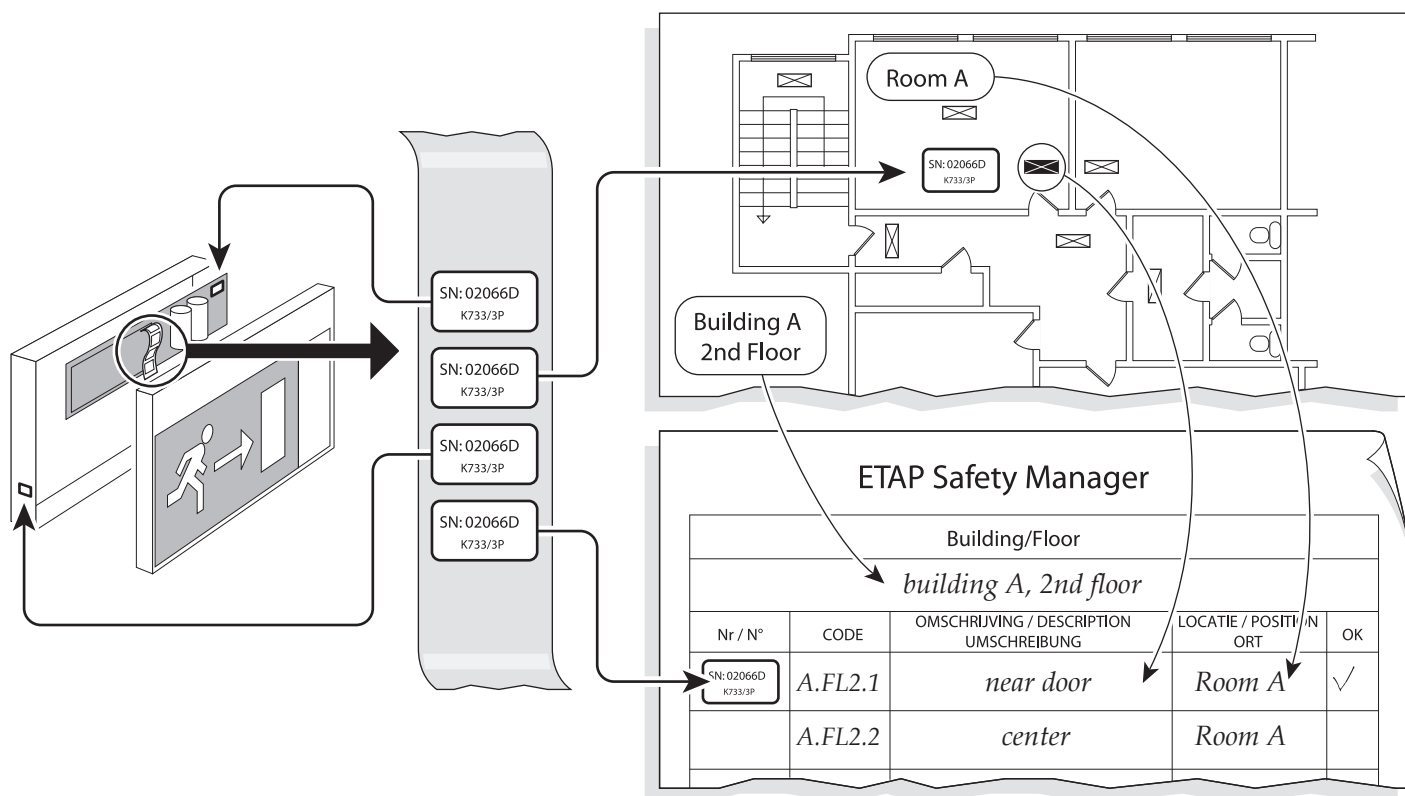 SN: 02066D
K733/3P
SN: 02066D
K733/3P
SN: 02066D
K733/3P
SN: 02066D
K733/3P
Room A
SN: 02066D
K733/3P
Building A
2nd Floor
ETAP Safety Manager
Building/Floor
building A, 2nd floor
Nr / N° CODE OMSCHRIJVING / DESCRIPTION UMSCHREIBUNG LOCATIE / POSITION ORT OK
SN: 02066D
K733/3P
A.FL2.1 near door Room A ✓
A.FL2.2 center Room A